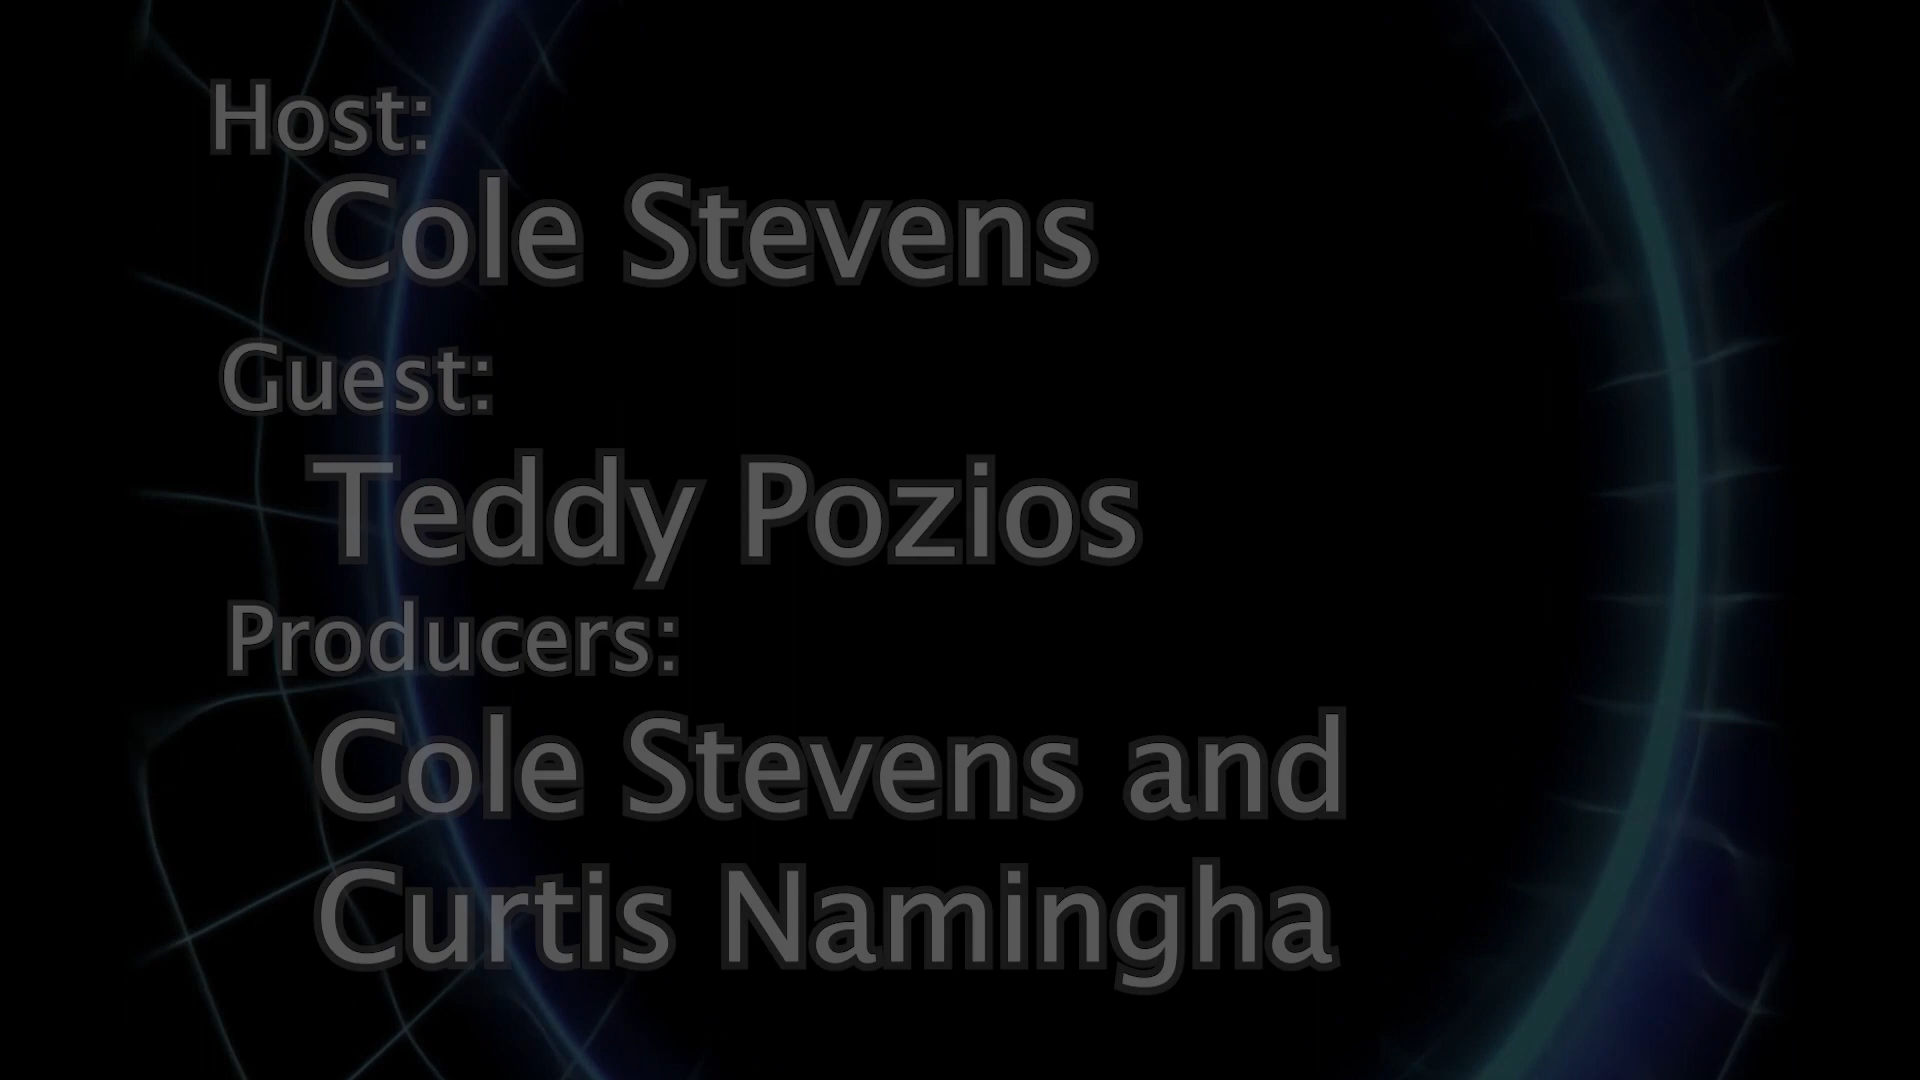 Host:
Cole Stevens
Guest:
Teddy Pozios
Producers:
Cole Stevens and
Curtis Namingha